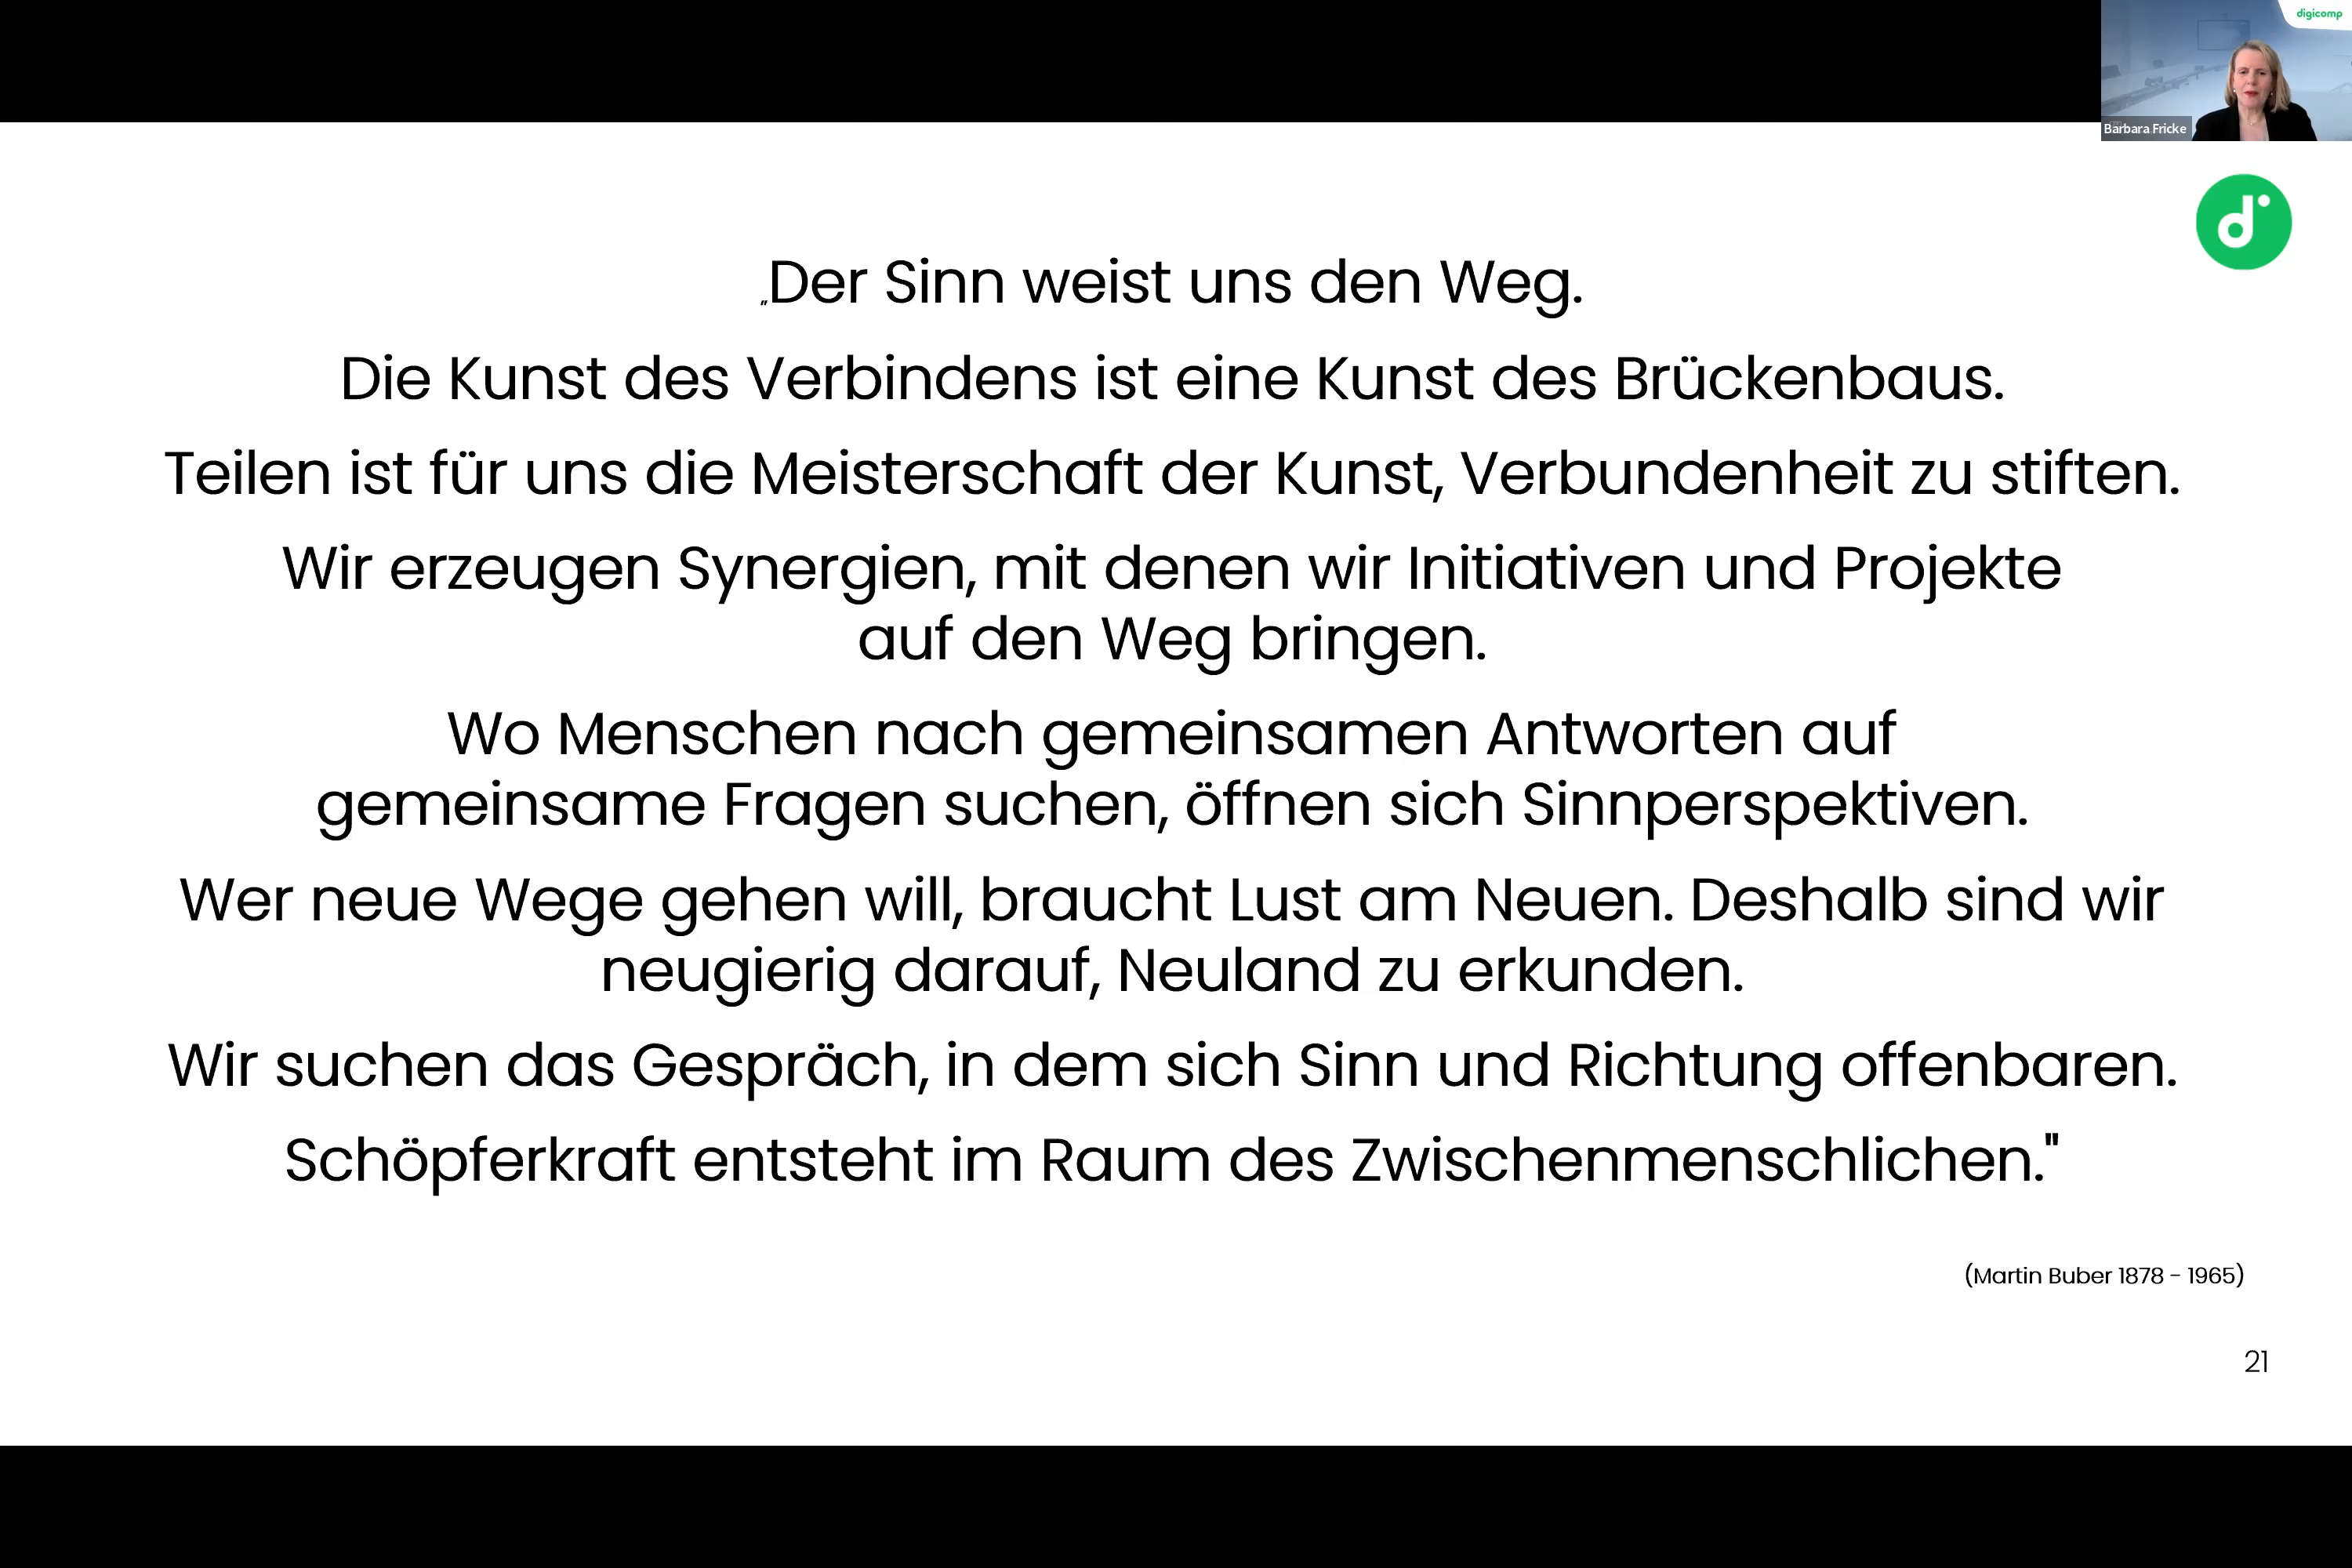 digicomp
Barbara Fricke
„Der Sinn weist uns den Weg.
Die Kunst des Verbindens ist eine Kunst des Brückenbaus.
Teilen ist für uns die Meisterschaft der Kunst, Verbundenheit zu stiften.
Wir erzeugen Synergien, mit denen wir Initiativen und Projekte
auf den Weg bringen.
Wo Menschen nach gemeinsamen Antworten auf
gemeinsame Fragen suchen, öffnen sich Sinnperspektiven.
Wer neue Wege gehen will, braucht Lust am Neuen. Deshalb sind wir
neugierig darauf, Neuland zu erkunden.
Wir suchen das Gespräch, in dem sich Sinn und Richtung offenbaren.
Schöpferkraft entsteht im Raum des Zwischenmenschlichen."
(Martin Buber 1878 - 1965)
21